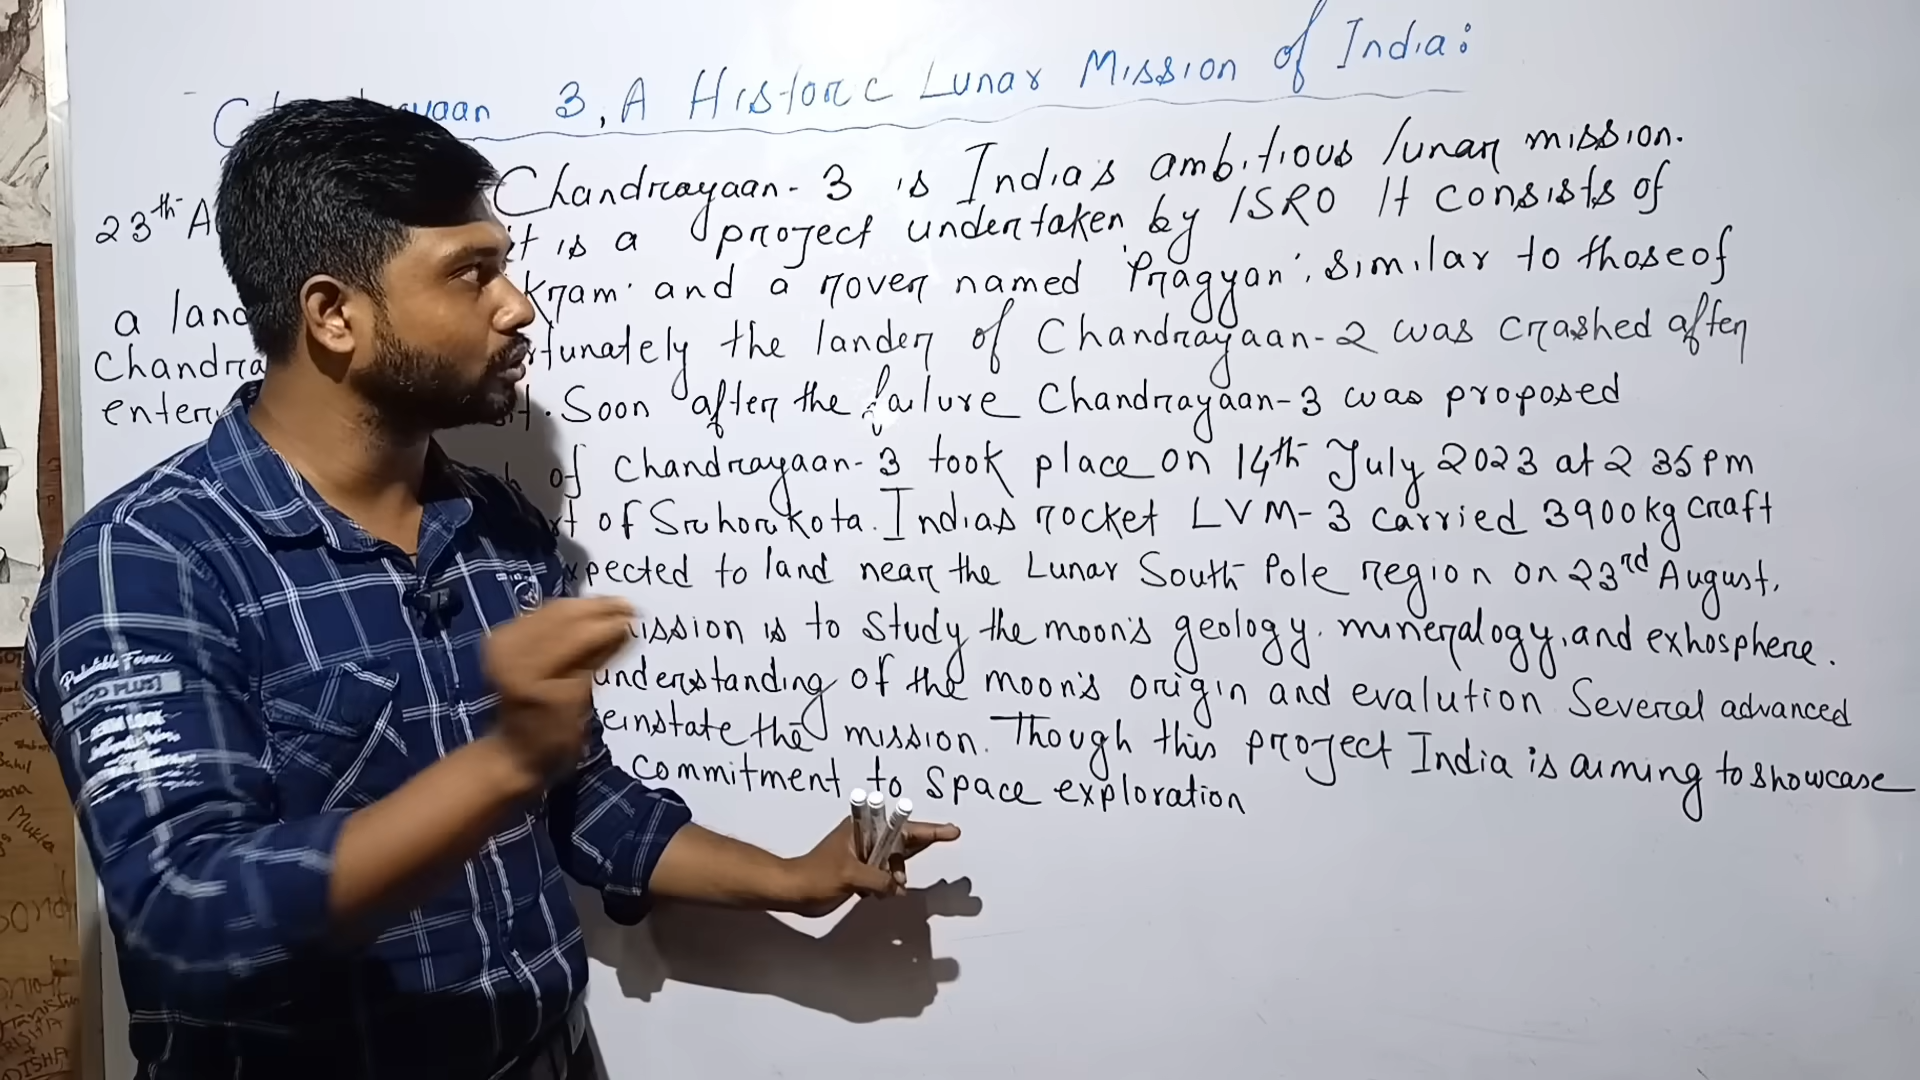 3, A Historic Lunar Mission of India:
Chandrayaan-3 is India's ambitious lunar mission.
23th A it is a project undertaken by ISRO It consists of
a land kram' and a rover named 'Pragyan', similar to those of
Chandra fortunately the lander of Chandrayaan-2 was crashed after
enter Soon after the failure Chandrayaan-3 was proposed
of Chandrayaan-3 took place on 14th July 2023 at 2 35 pm
of Sriharikota. Indias rocket LVM-3 carried 3900kg craft
expected to land near the Lunar South Pole region on 23rd August.
mission is to study the moon's geology, mineralogy, and exhosphere.
understanding of the moon's origin and evalution Several advanced
reinstate the mission. Though this project India is aiming to showcase
commitment to space exploration